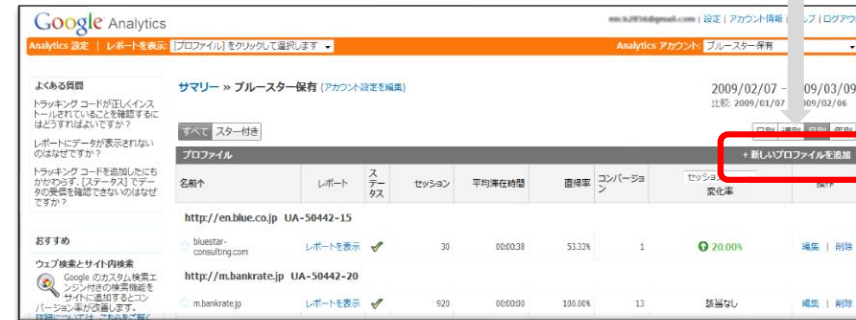 Google Analytics
設定 | アカウント情報 | ヘルプ | ログアウ
Analytics 設定 | レポートを表示: [プロファイル] をクリックして選択します
Analytics アカウント: ブルースター保有
よくある質問
トラッキング コードが正しくインス
トールされていることを確認するに
はどうすればよいですか？
レポートにデータが表示されない
のはなぜですか？
トラッキング コードを追加したにも
かかわらず、[ステータス] でデー
タの受信を確認できないのはなぜ
ですか？
おすすめ
ウェブ検索とサイト内検索
Google のカスタム検索エ
ンジン付きの検索機能を
サイトに追加するとコン
バージョン率が改善します。
詳細については、こちらをご覧く
サマリー » ブルースター保有 (アカウント設定を編集)
2009/02/07 - 09/03/09
比較: 2009/01/07 009/02/06
すべて スター付き
日別 週別 月別 年別
プロファイル
+ 新しいプロファイルを追加
名前↑ レポート ステータス セッション 平均滞在時間 直帰率 コンバージョン セッション 変化率 操作
http://en.blue.co.jp UA-50442-15
bluestar-consulting.com レポートを表示 30 00:00:38 53.33% 1 20.00% 編集 | 削除
http://m.bankrate.jp UA-50442-20
m.bankrate.jp レポートを表示 920 00:00:00 100.00% 13 該当なし 編集 | 削除